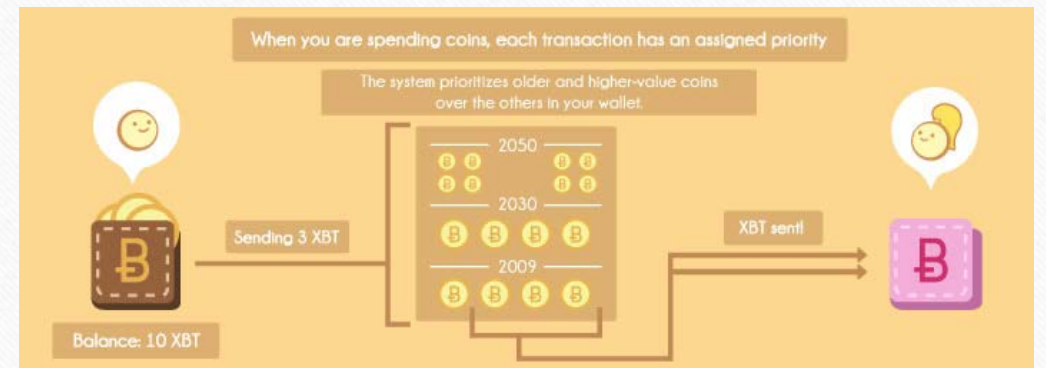 When you are spending coins, each transaction has an assigned priority
The system prioritizes older and higher-value coins
over the others in your wallet.
2050
2030
2009
Sending 3 XBT
XBT sent!
Balance: 10 XBT